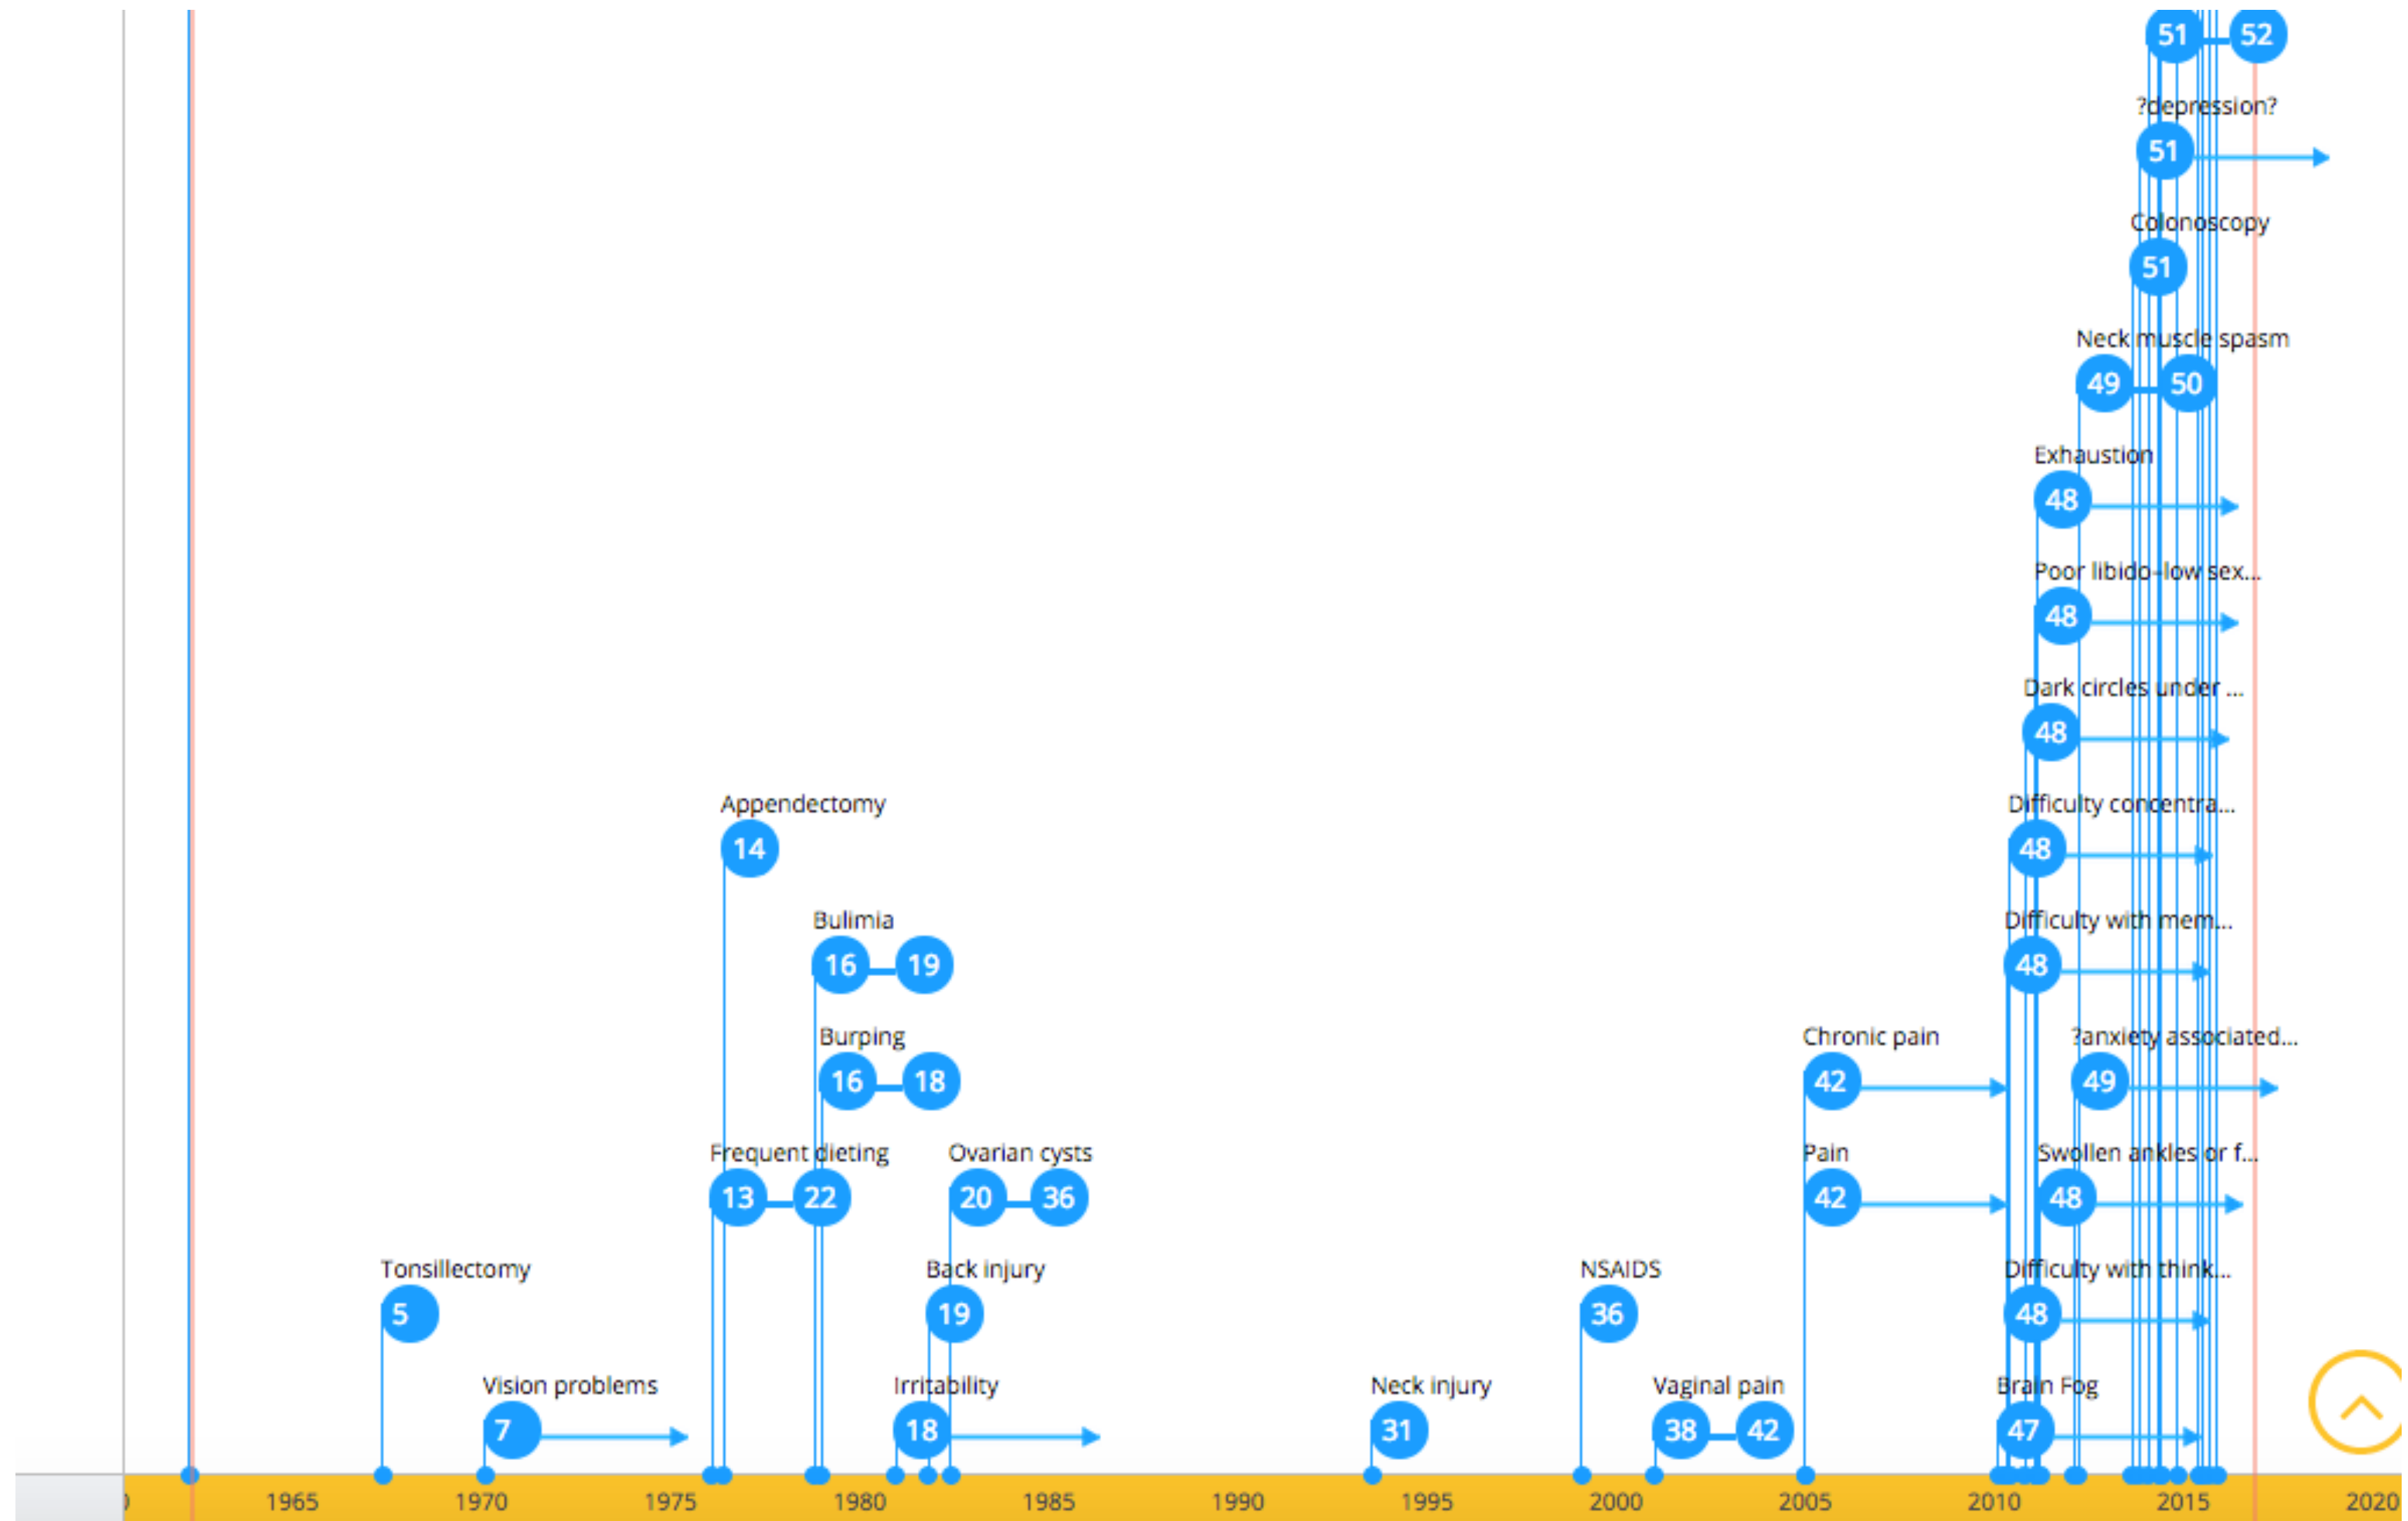 51 52
?depression?
51
Colonoscopy
51
Neck muscle spasm
49 50
Exhaustion
48
Poor libido-low sex...
48
Dark circles under ...
48
Appendectomy Difficulty concentra...
14 48
Bulimia Difficulty with mem...
16 19 48
Burping Chronic pain ?anxiety associated...
16 18 42 49
Frequent dieting Ovarian cysts Pain Swollen ankles or f...
13 22 20 36 42 48
Tonsillectomy Back injury NSAIDS Difficulty with think...
5 19 36 48
Vision problems Irritability Neck injury Vaginal pain Brain Fog
7 18 31 38 42 47
1965 1970 1975 1980 1985 1990 1995 2000 2005 2010 2015 2020